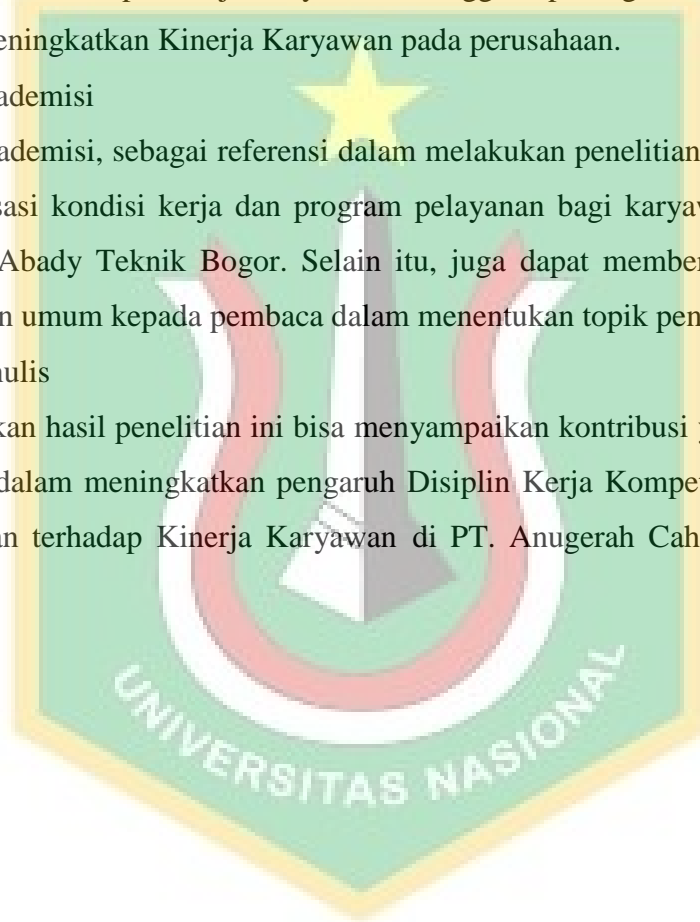 eningkatkan Kinerja Karyawan pada perusahaan.
ademisi
ademisi, sebagai referensi dalam melakukan penelitian
sasi kondisi kerja dan program pelayanan bagi karyaw
Abady Teknik Bogor. Selain itu, juga dapat member
n umum kepada pembaca dalam menentukan topik pen
nulis
kan hasil penelitian ini bisa menyampaikan kontribusi y
dalam meningkatkan pengaruh Disiplin Kerja Kompet
an terhadap Kinerja Karyawan di PT. Anugerah Cah
UNIVERSITAS NASIONAL